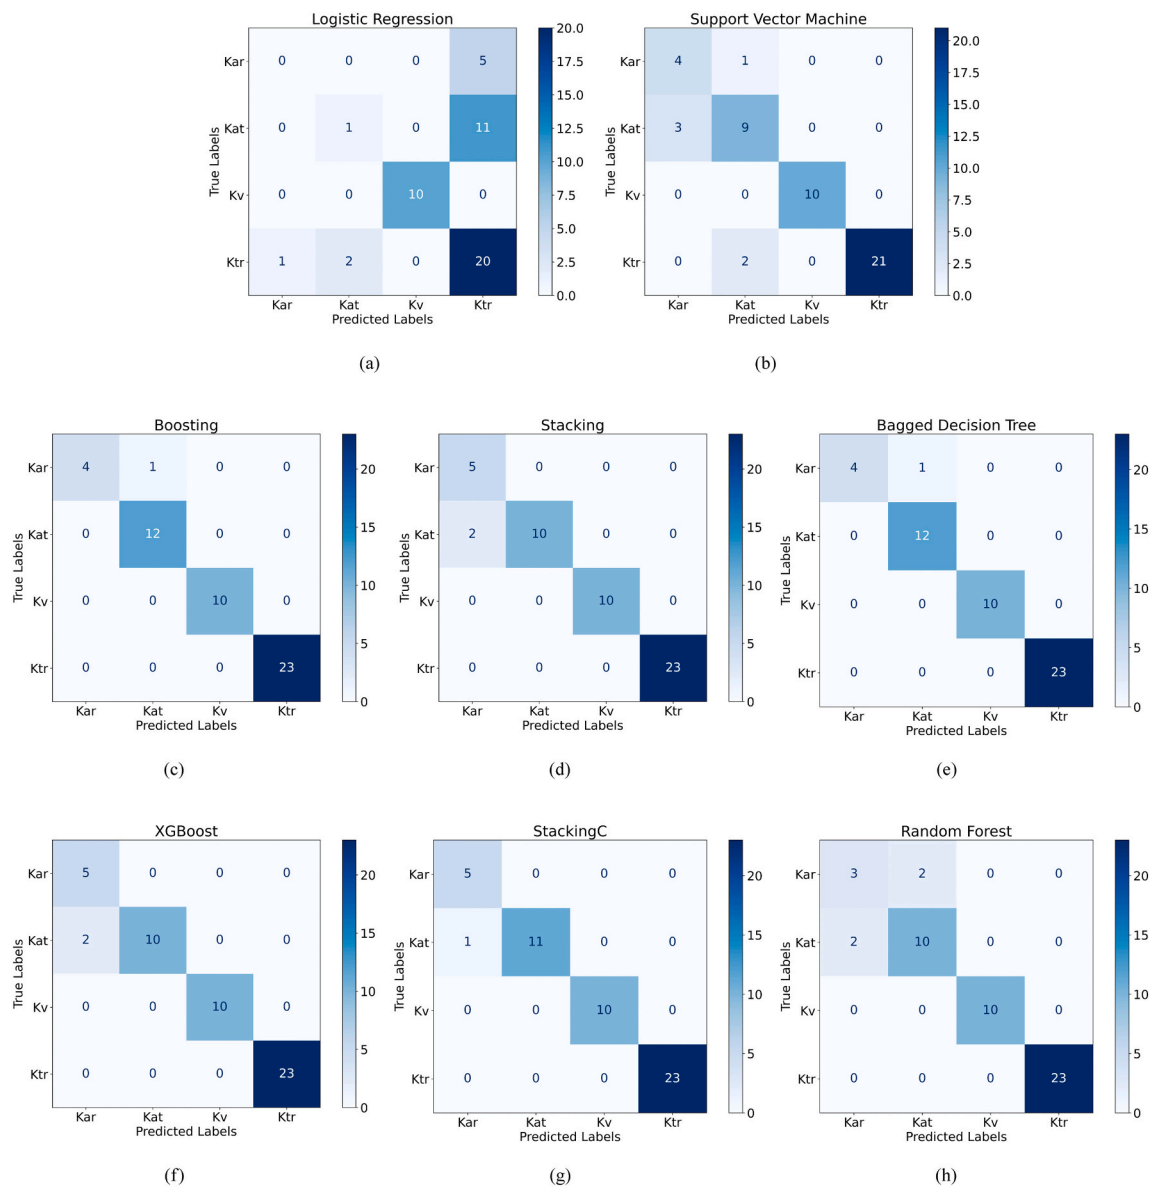 Logistic Regression
Kar 0 0 0 5
Kat 0 1 0 11
Kv 0 0 10 0
Ktr 1 2 0 20
Kar Kat Kv Ktr
True Labels
Predicted Labels
20.0
17.5
15.0
12.5
10.0
7.5
5.0
2.5
0.0
(a)
Support Vector Machine
Kar 4 1 0 0
Kat 3 9 0 0
Kv 0 0 10 0
Ktr 0 2 0 21
Kar Kat Kv Ktr
True Labels
Predicted Labels
20.0
17.5
15.0
12.5
10.0
7.5
5.0
2.5
0.0
(b)
Boosting
Kar 4 1 0 0
Kat 0 12 0 0
Kv 0 0 10 0
Ktr 0 0 0 23
Kar Kat Kv Ktr
True Labels
Predicted Labels
20
15
10
5
0
(c)
Stacking
Kar 5 0 0 0
Kat 2 10 0 0
Kv 0 0 10 0
Ktr 0 0 0 23
Kar Kat Kv Ktr
True Labels
Predicted Labels
20
15
10
5
0
(d)
Bagged Decision Tree
Kar 4 1 0 0
Kat 0 12 0 0
Kv 0 0 10 0
Ktr 0 0 0 23
Kar Kat Kv Ktr
True Labels
Predicted Labels
20
15
10
5
0
(e)
XGBoost
Kar 5 0 0 0
Kat 2 10 0 0
Kv 0 0 10 0
Ktr 0 0 0 23
Kar Kat Kv Ktr
True Labels
Predicted Labels
20
15
10
5
0
(f)
StackingC
Kar 5 0 0 0
Kat 1 11 0 0
Kv 0 0 10 0
Ktr 0 0 0 23
Kar Kat Kv Ktr
True Labels
Predicted Labels
20
15
10
5
0
(g)
Random Forest
Kar 3 2 0 0
Kat 2 10 0 0
Kv 0 0 10 0
Ktr 0 0 0 23
Kar Kat Kv Ktr
True Labels
Predicted Labels
20
15
10
5
0
(h)